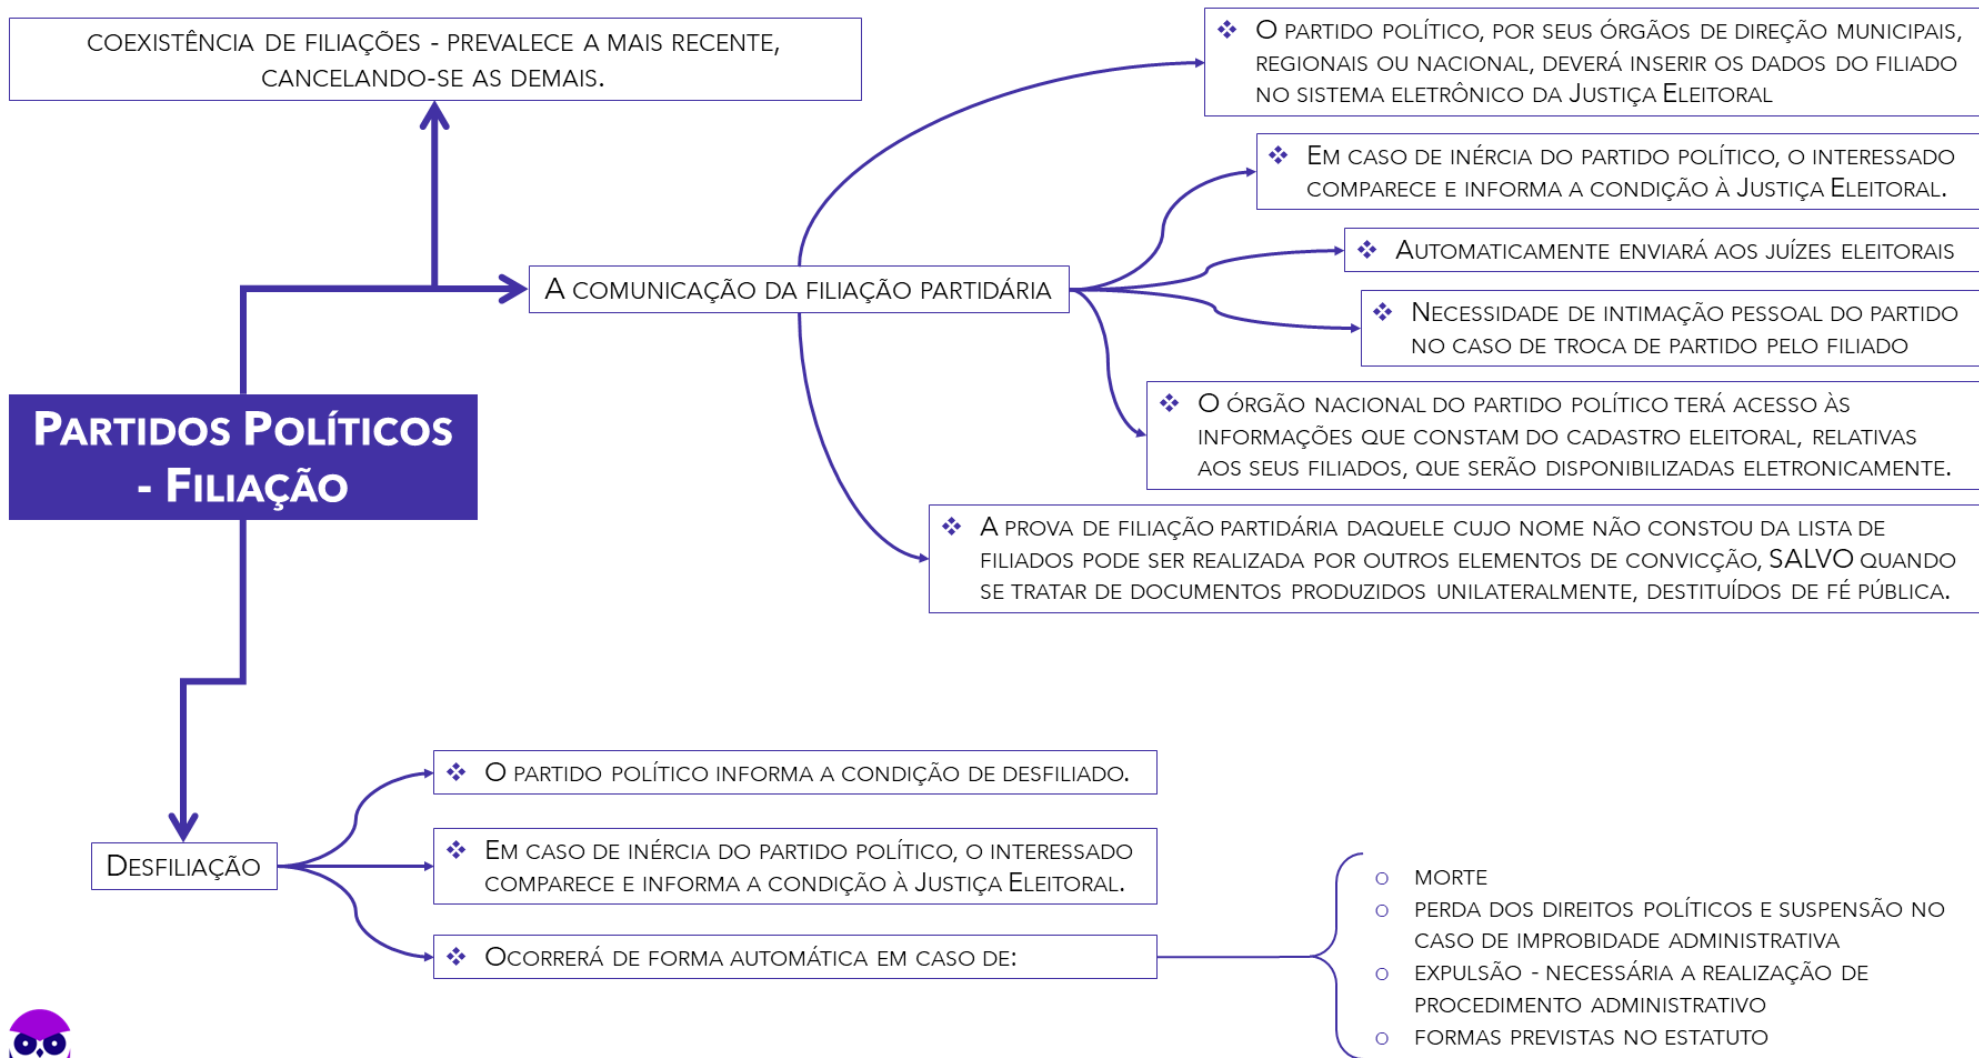 COEXISTÊNCIA DE FILIAÇÕES - PREVALECE A MAIS RECENTE,
CANCELANDO-SE AS DEMAIS.
❖ O PARTIDO POLÍTICO, POR SEUS ÓRGÃOS DE DIREÇÃO MUNICIPAIS,
REGIONAIS OU NACIONAL, DEVERÁ INSERIR OS DADOS DO FILIADO
NO SISTEMA ELETRÔNICO DA JUSTIÇA ELEITORAL
❖ EM CASO DE INÉRCIA DO PARTIDO POLÍTICO, O INTERESSADO
COMPARECE E INFORMA A CONDIÇÃO À JUSTIÇA ELEITORAL.
❖ AUTOMATICAMENTE ENVIARÁ AOS JUÍZES ELEITORAIS
A COMUNICAÇÃO DA FILIAÇÃO PARTIDÁRIA
❖ NECESSIDADE DE INTIMAÇÃO PESSOAL DO PARTIDO
NO CASO DE TROCA DE PARTIDO PELO FILIADO
❖ O ÓRGÃO NACIONAL DO PARTIDO POLÍTICO TERÁ ACESSO ÀS
INFORMAÇÕES QUE CONSTAM DO CADASTRO ELEITORAL, RELATIVAS
AOS SEUS FILIADOS, QUE SERÃO DISPONIBILIZADAS ELETRONICAMENTE.
PARTIDOS POLÍTICOS
- FILIAÇÃO
❖ A PROVA DE FILIAÇÃO PARTIDÁRIA DAQUELE CUJO NOME NÃO CONSTOU DA LISTA DE
FILIADOS PODE SER REALIZADA POR OUTROS ELEMENTOS DE CONVICÇÃO, SALVO QUANDO
SE TRATAR DE DOCUMENTOS PRODUZIDOS UNILATERALMENTE, DESTITUÍDOS DE FÉ PÚBLICA.
DESFILIAÇÃO
❖ O PARTIDO POLÍTICO INFORMA A CONDIÇÃO DE DESFILIADO.
❖ EM CASO DE INÉRCIA DO PARTIDO POLÍTICO, O INTERESSADO
COMPARECE E INFORMA A CONDIÇÃO À JUSTIÇA ELEITORAL.
❖ OCORRERÁ DE FORMA AUTOMÁTICA EM CASO DE:
o MORTE
o PERDA DOS DIREITOS POLÍTICOS E SUSPENSÃO NO
CASO DE IMPROBIDADE ADMINISTRATIVA
o EXPULSÃO - NECESSÁRIA A REALIZAÇÃO DE
PROCEDIMENTO ADMINISTRATIVO
o FORMAS PREVISTAS NO ESTATUTO